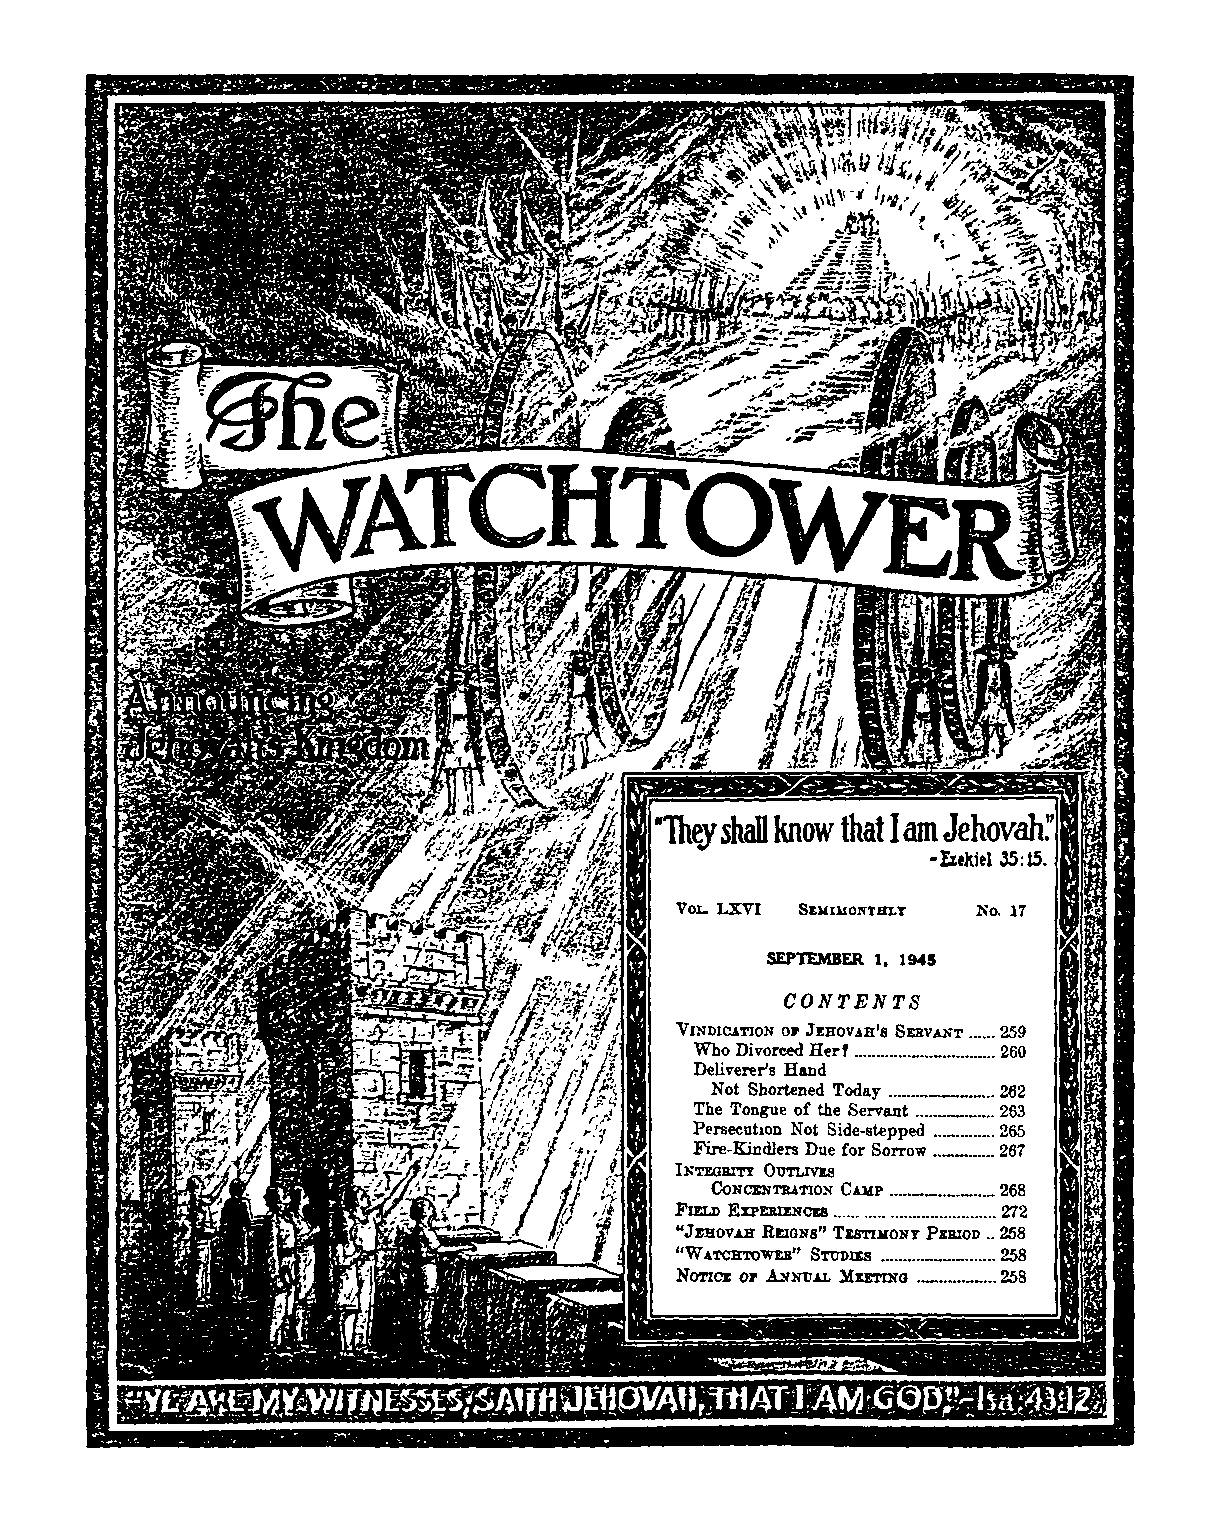 The
WATCHTOWER
Announcing
Jehovah's Kingdom
"They shall know that I am Jehovah."
-Ezekiel 35:15.
VOL. LXVI SEMIMONTHLY No. 17
SEPTEMBER 1, 1945
CONTENTS
VINDICATION OF JEHOVAH'S SERVANT ...... 259
Who Divorced Her? .............................. 260
Deliverer's Hand
Not Shortened Today ....................... 262
The Tongue of the Servant ................. 263
Persecution Not Side-stepped ............. 265
Fire-Kindlers Due for Sorrow ............. 267
INTEGRITY OUTLIVES
CONCENTRATION CAMP ....................... 268
FIELD EXPERIENCES .................................. 272
"JEHOVAH REIGNS" TESTIMONY PERIOD .. 258
"WATCHTOWER" STUDIES ......................... 258
NOTICE OF ANNUAL MEETING ................. 258
"YE ARE MY WITNESSES, SAITH JEHOVAH, THAT I AM GOD."-Isa. 43:12.